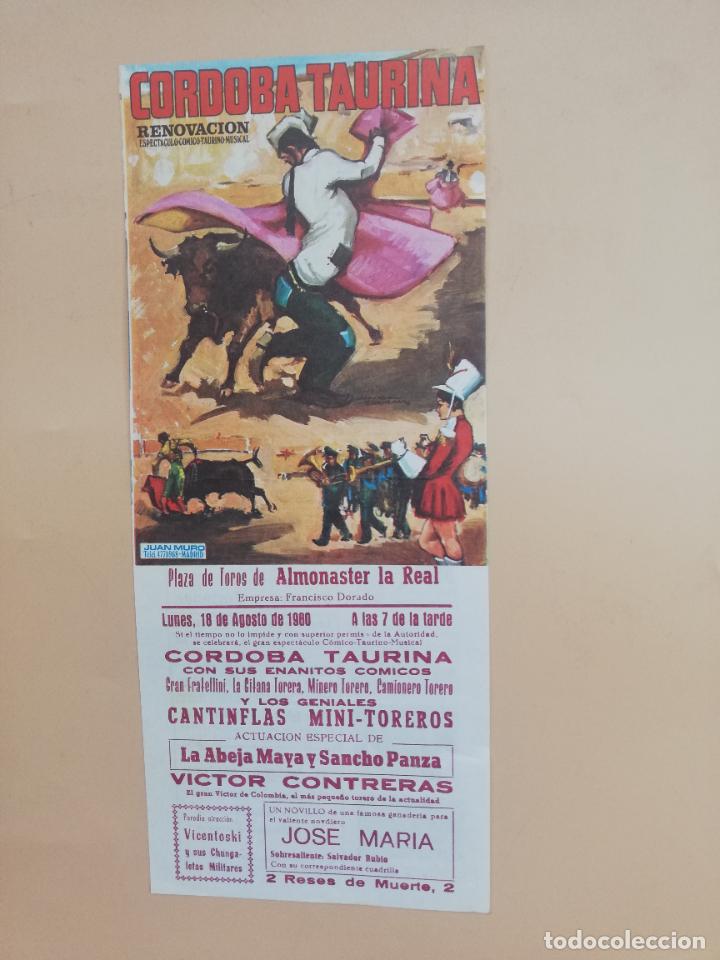 CORDOBA TAURINA
RENOVACION
ESPECTACULO-COMICO-TAURINO-MUSICAL
JUAN MURO
MADRID
Plaza de Toros de Almonaster la Real
Empresa: Francisco Dorado
Lunes, 18 de Agosto de 1980 A las 7 de la tarde
Si el tiempo no lo impide y con superior permis- de la Autoridad,
se celebrará, el gran espectáculo Cómico-Taurino-Musical
CORDOBA TAURINA
CON SUS ENANITOS COMICOS
Gran Fratellini, La Gitana Torera, Minero Torero, Camionero Torero
Y LOS GENIALES
CANTINFLAS MINI-TOREROS
ACTUACION ESPECIAL DE
La Abeja Maya y Sancho Panza
VICTOR CONTRERAS
El gran Victor de Colombia, el más pequeño torero de la actualidad
Parodia atracción
Vicentoski
y sus Chunga-
letas Militares
UN NOVILLO de una famosa ganadería para
el valiente novillero
JOSE MARIA
Sobresaliente: Salvador Rubio
Con su correspondiente cuadrilla
2 Reses de Muerte, 2
todocoleccion
todocoleccion.net